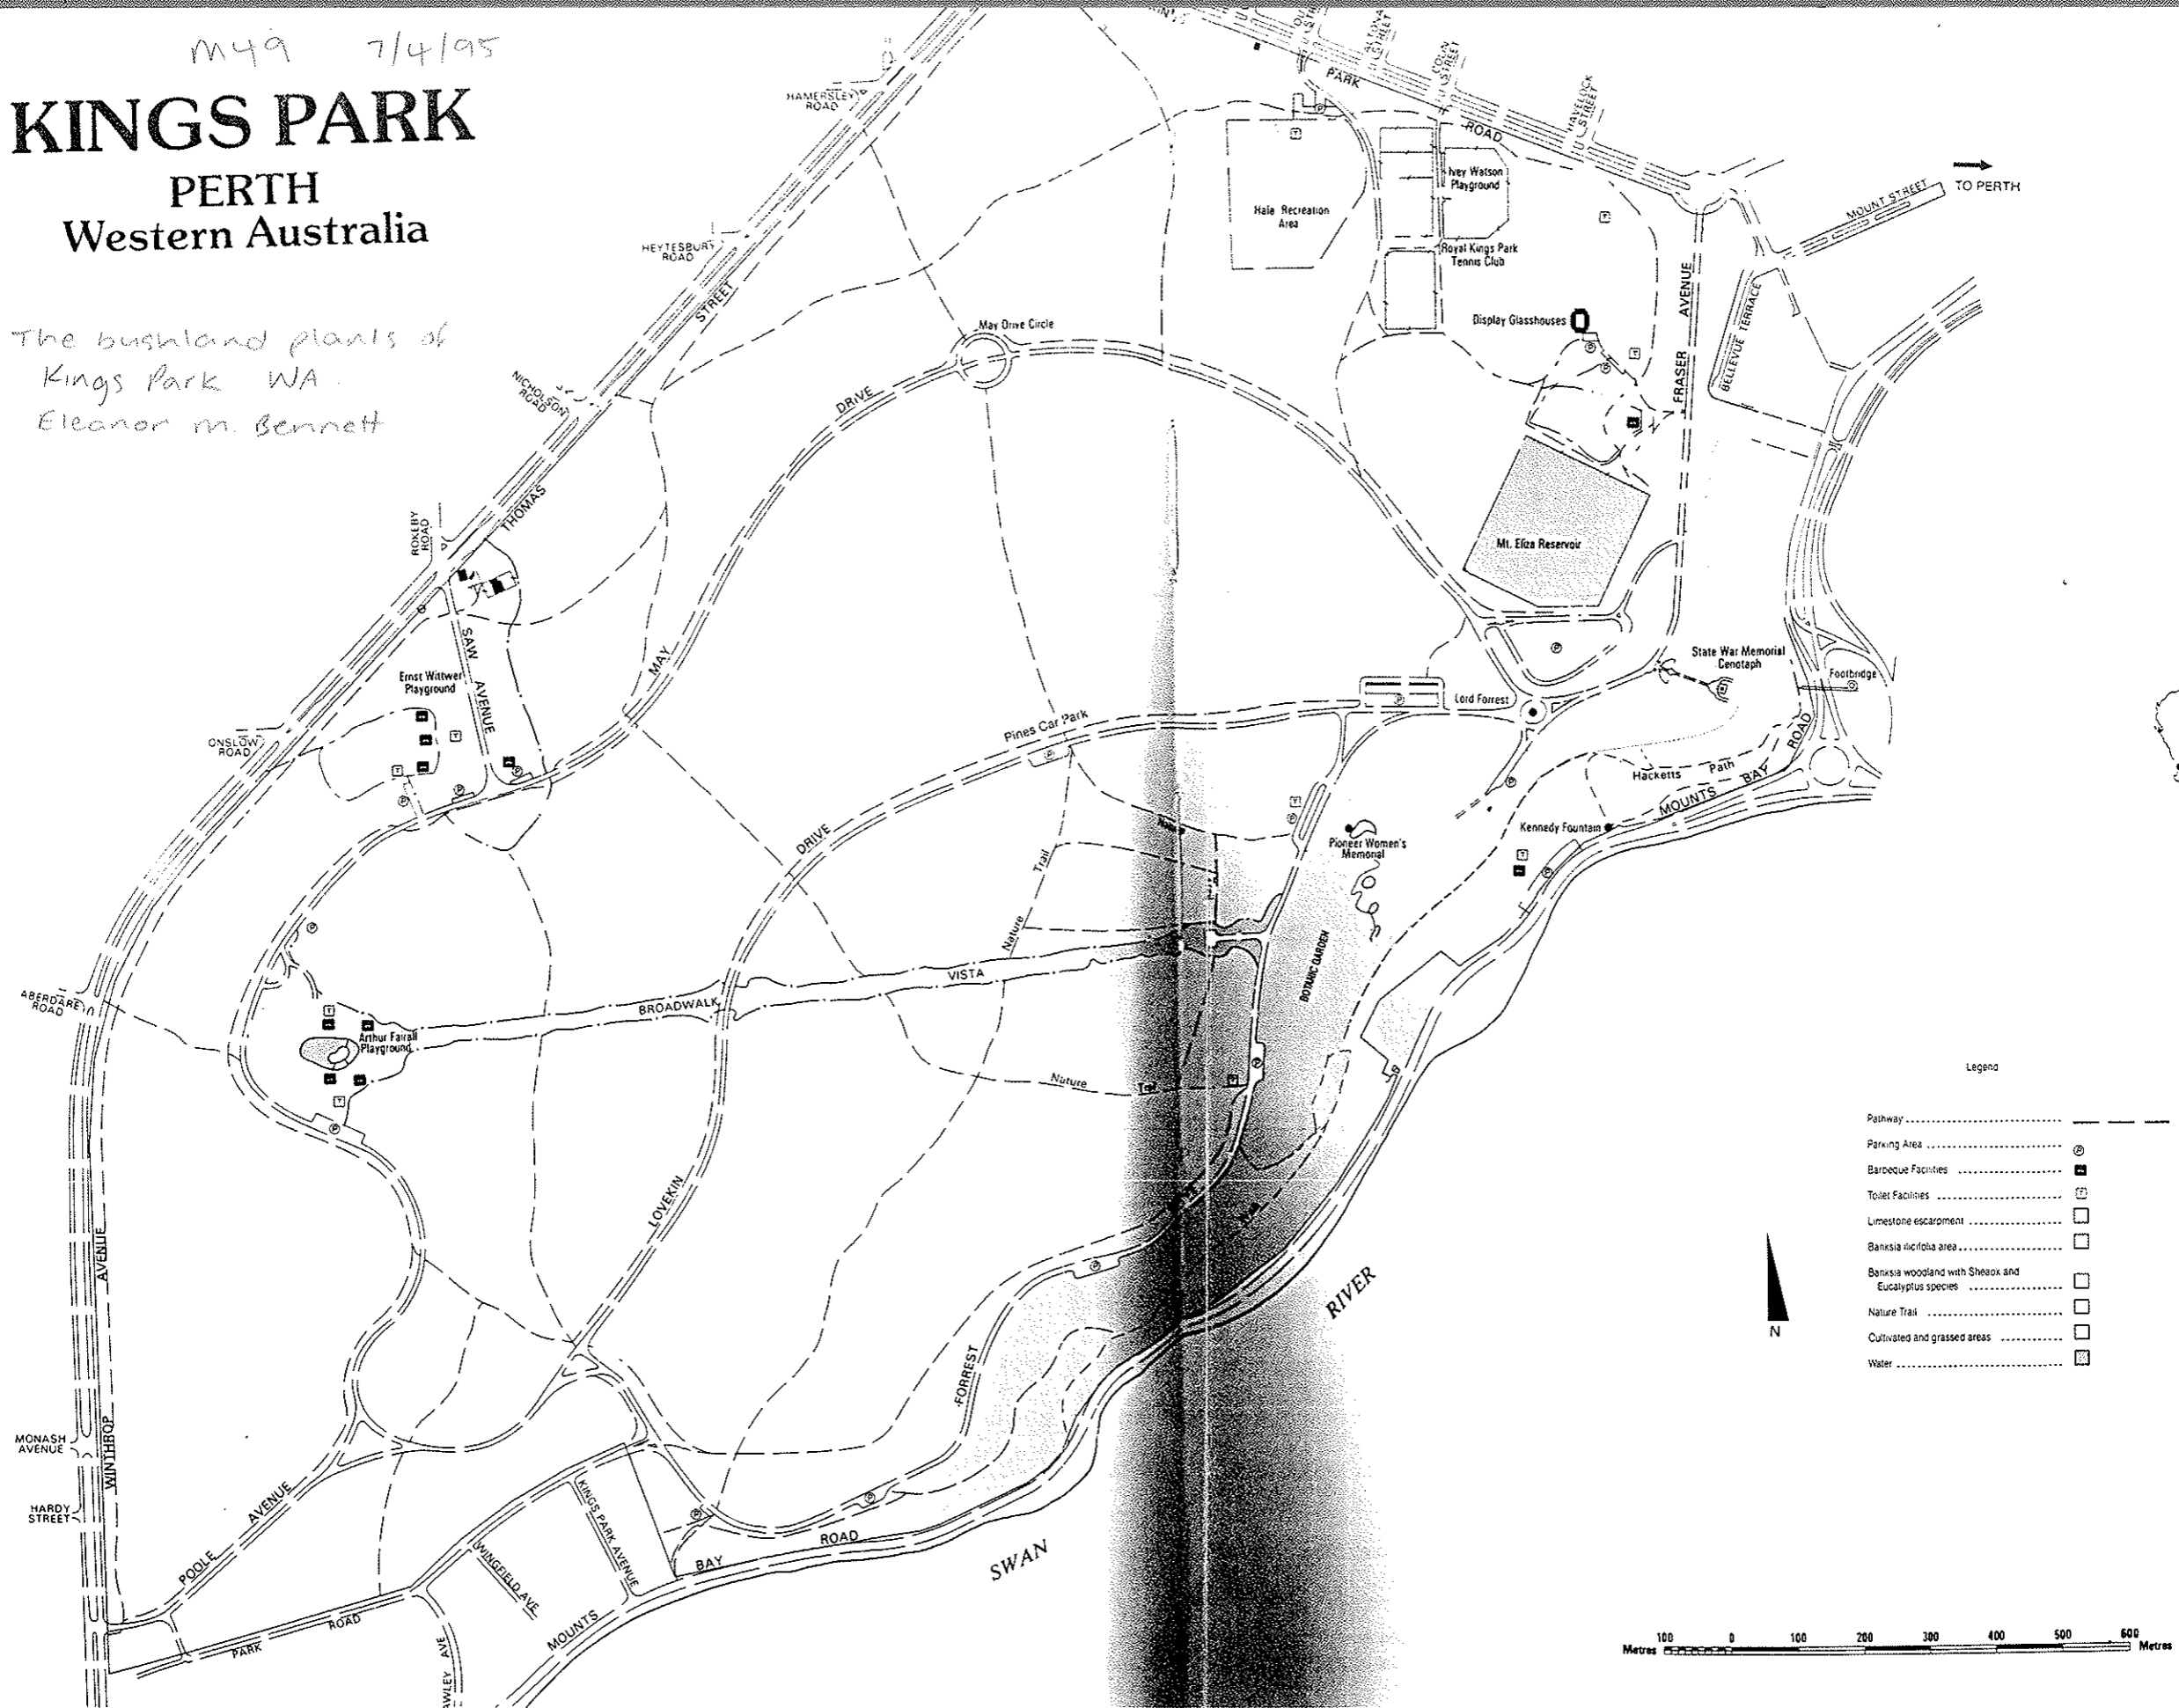 M49 7/4/95
KINGS PARK
PERTH
Western Australia
The bushland plants of
Kings Park WA.
Eleanor M. Bennett
HAMERSLEY
ROAD
HEYTESBURY
ROAD
STREET
NICHOLSON
ROAD
THOMAS
ROKEBY
ROAD
ONSLOW
ROAD
ABERDARE
ROAD
MONASH
AVENUE
HARDY
STREET
WINTHROP
AVENUE
POOLE
AVENUE
PARK
ROAD
WINGFIELD AVE
KINGS PARK AVENUE
MOUNTS
BAY
ROAD
SWAN
RIVER
SAW
AVENUE
Ernst Wittwer
Playground
MAY
DRIVE
May Drive Circle
PARK
ROAD
ALTONA
STREET
COLIN
STREET
HAVELOCK
STREET
Hale Recreation
Area
Ivey Watson
Playground
Royal Kings Park
Tennis Club
Display Glasshouses
FRASER
AVENUE
BELLEVUE TERRACE
MOUNT STREET
TO PERTH
Mt. Eliza Reservoir
State War Memorial
Cenotaph
Footbridge
Lord Forrest
Hacketts Path
MOUNTS
BAY
ROAD
Kennedy Fountain
Pioneer Women's
Memorial
BOTANIC GARDEN
Pines Car Park
DRIVE
LOVEKIN
Nature
Trail
BROADWALK
VISTA
Nature
Arthur Fairall
Playground
FORREST
Legend
Pathway
Parking Area
Barbeque Facilities
Toilet Facilities
Limestone escarpment
Banksia ilicifolia area
Banksia woodland with Sheaok and
Eucalyptus species
Nature Trail
Cultivated and grassed areas
Water
N
Metres 100 0 100 200 300 400 500 600 Metres